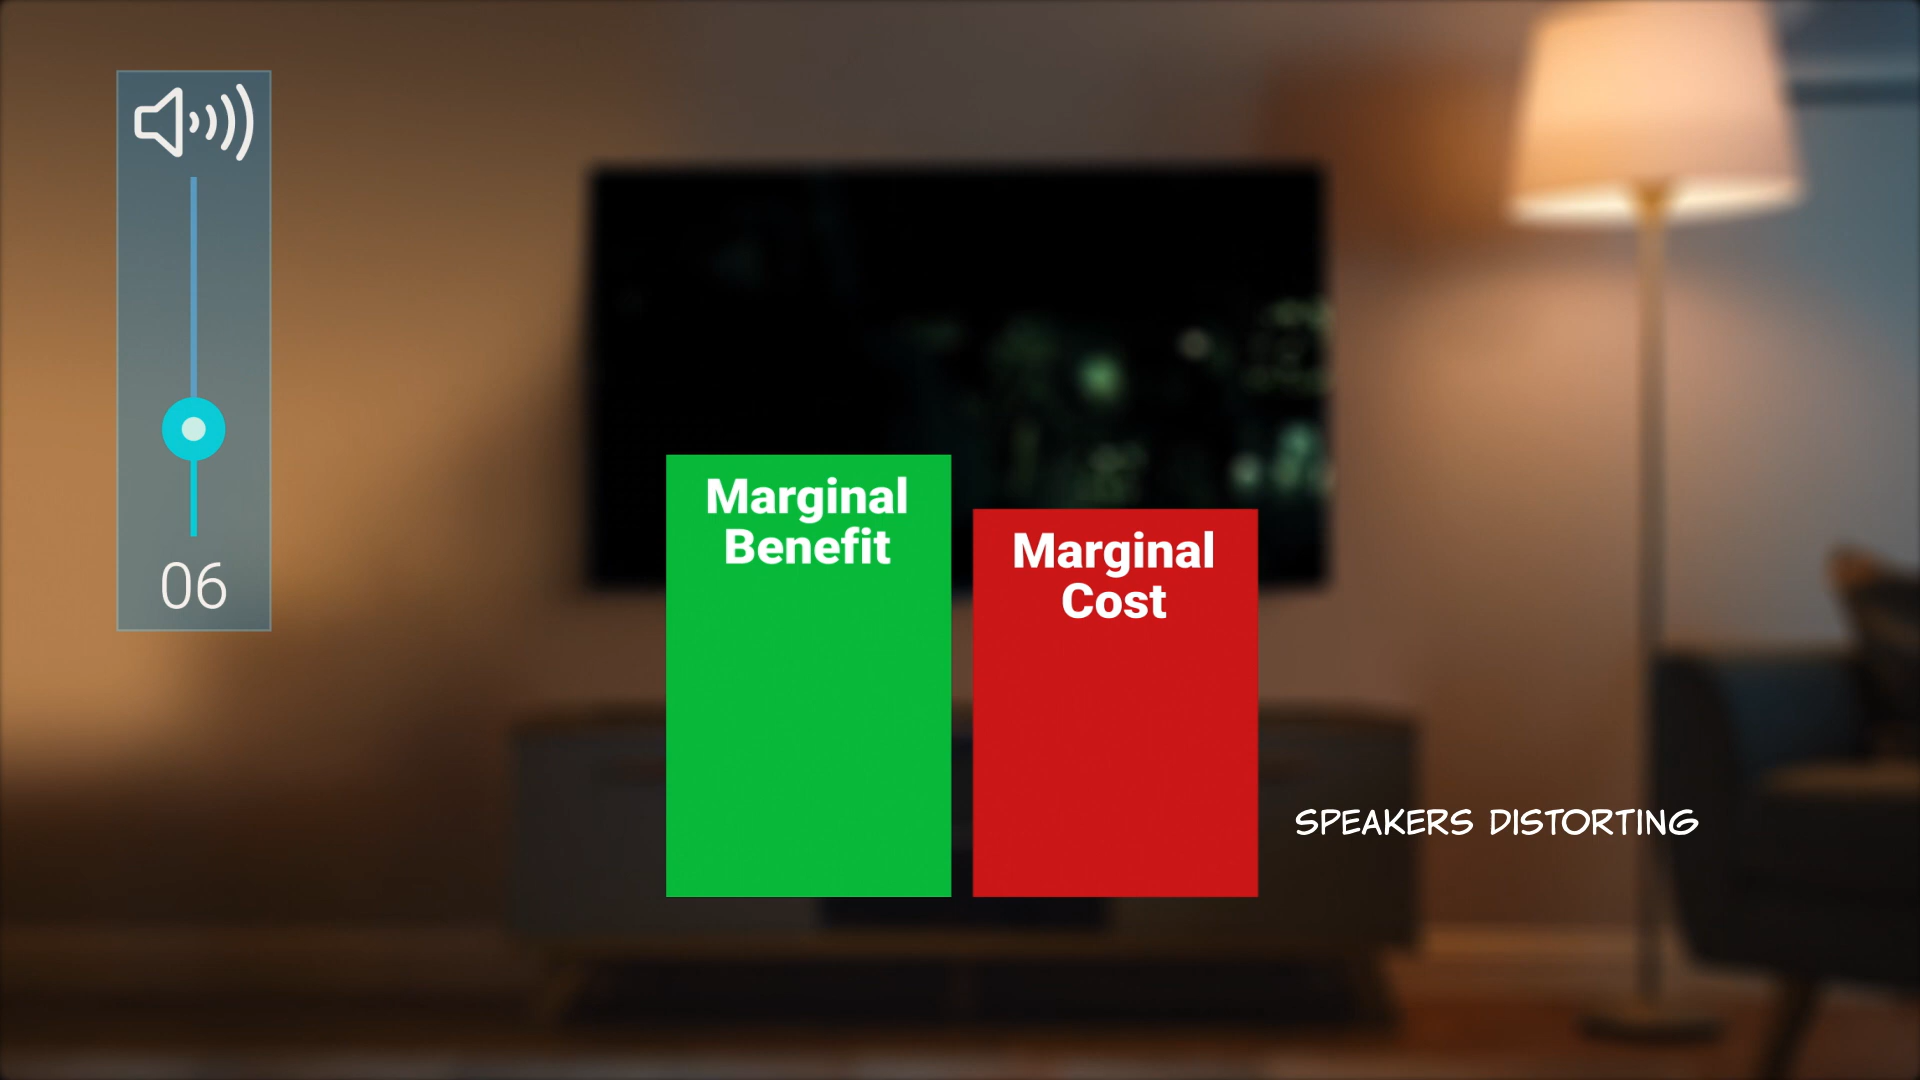 06
Marginal
Benefit
Marginal
Cost
SPEAKERS DISTORTING